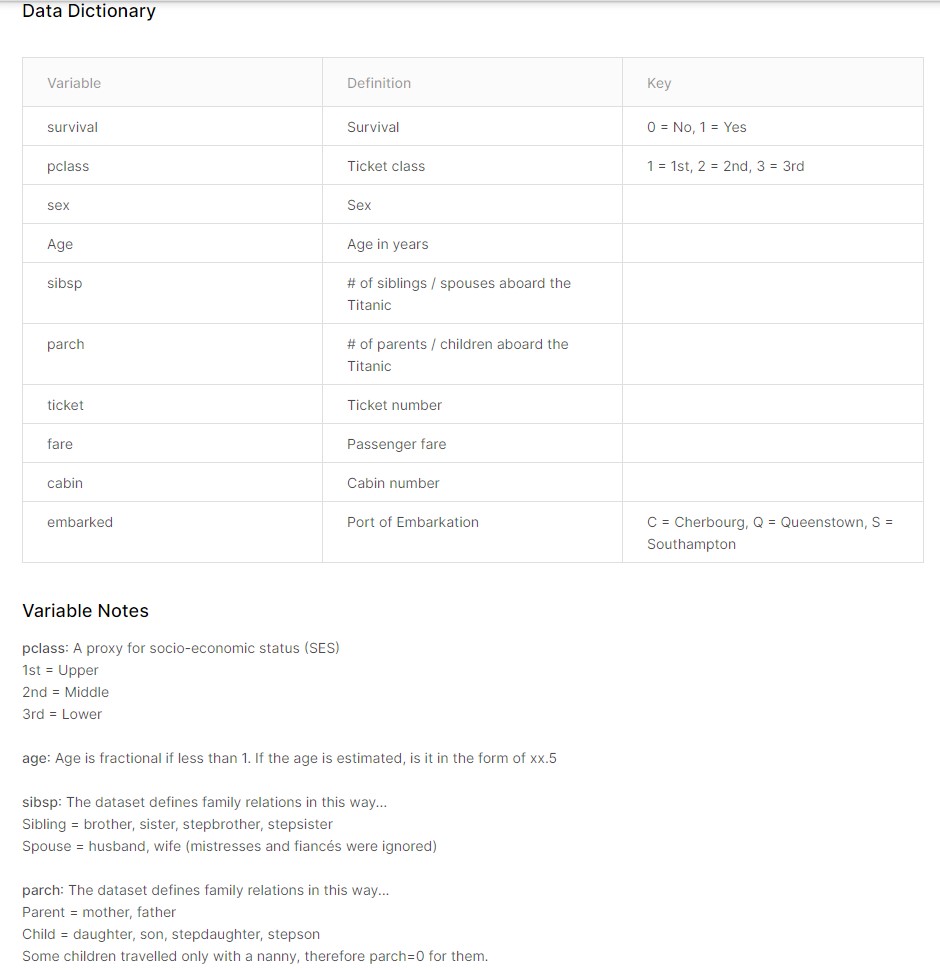 Data Dictionary
Variable Definition Key
survival Survival 0 = No, 1 = Yes
pclass Ticket class 1 = 1st, 2 = 2nd, 3 = 3rd
sex Sex
Age Age in years
sibsp # of siblings / spouses aboard the
Titanic
parch # of parents / children aboard the
Titanic
ticket Ticket number
fare Passenger fare
cabin Cabin number
embarked Port of Embarkation C = Cherbourg, Q = Queenstown, S =
Southampton
Variable Notes
pclass: A proxy for socio-economic status (SES)
1st = Upper
2nd = Middle
3rd = Lower
age: Age is fractional if less than 1. If the age is estimated, is it in the form of xx.5
sibsp: The dataset defines family relations in this way...
Sibling = brother, sister, stepbrother, stepsister
Spouse = husband, wife (mistresses and fiancés were ignored)
parch: The dataset defines family relations in this way...
Parent = mother, father
Child = daughter, son, stepdaughter, stepson
Some children travelled only with a nanny, therefore parch=0 for them.